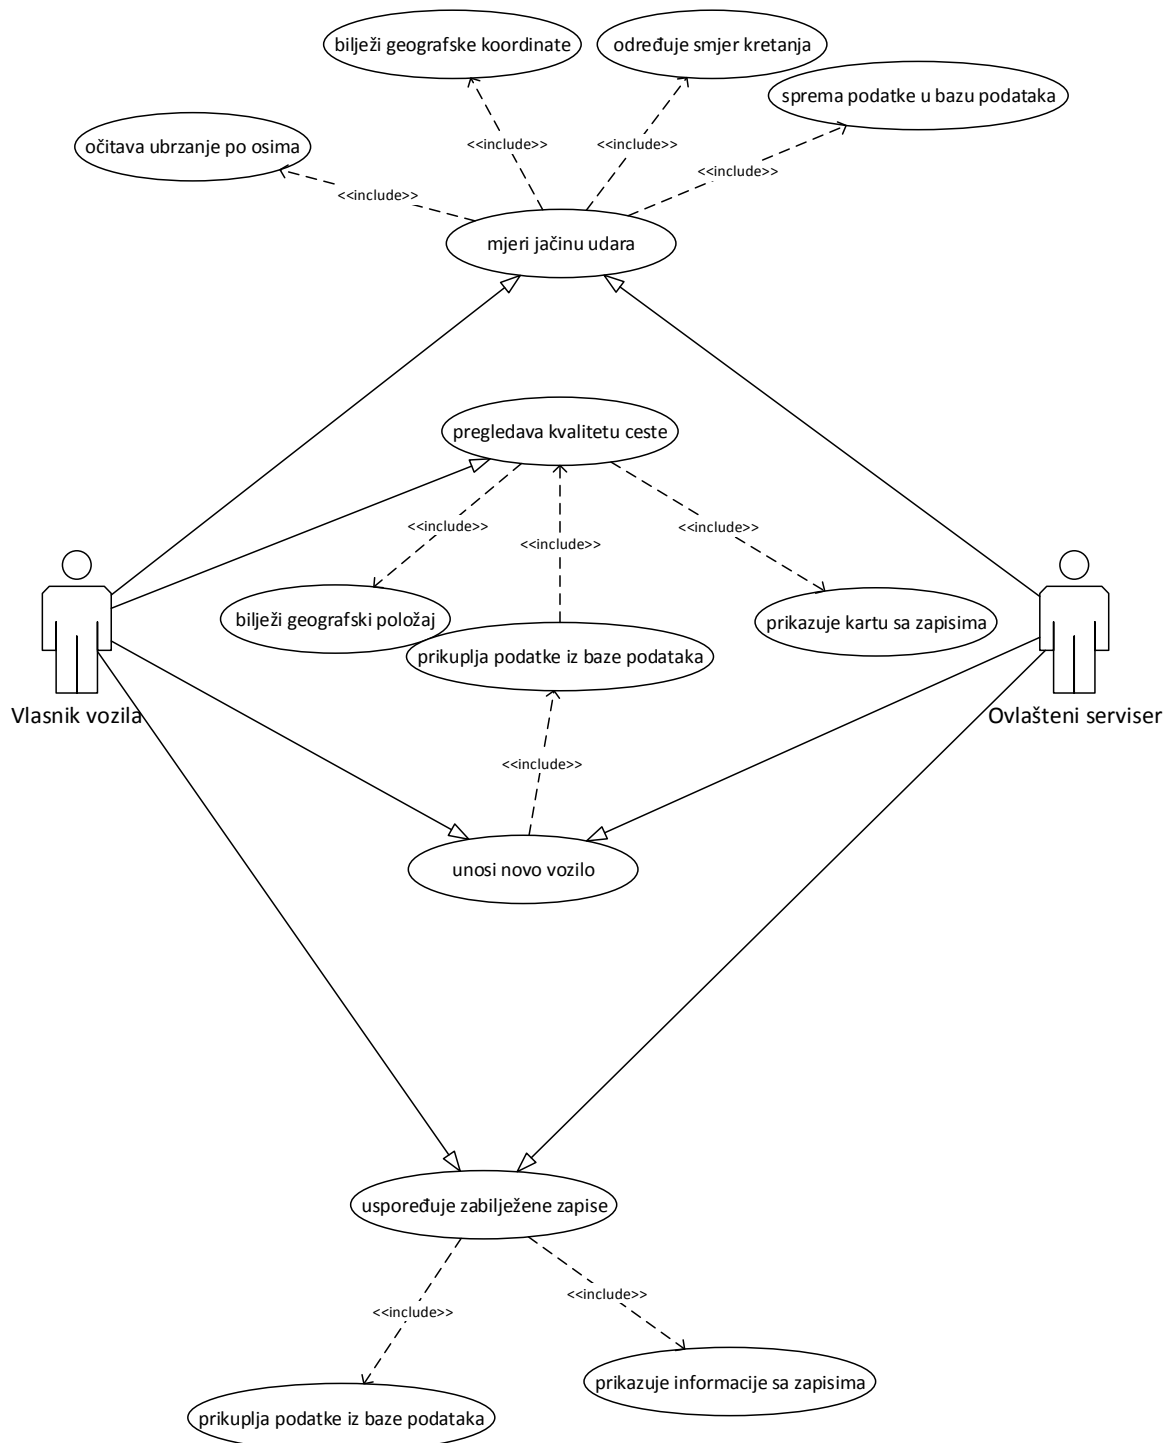 bilježi geografske koordinate
određuje smjer kretanja
sprema podatke u bazu podataka
očitava ubrzanje po osima
<<include>>
<<include>>
<<include>>
<<include>>
mjeri jačinu udara
pregledava kvalitetu ceste
<<include>>
<<include>>
<<include>>
bilježi geografski položaj
prikazuje kartu sa zapisima
prikuplja podatke iz baze podataka
Vlasnik vozila
Ovlašteni serviser
<<include>>
unosi novo vozilo
uspoređuje zabilježene zapise
<<include>>
<<include>>
prikazuje informacije sa zapisima
prikuplja podatke iz baze podataka